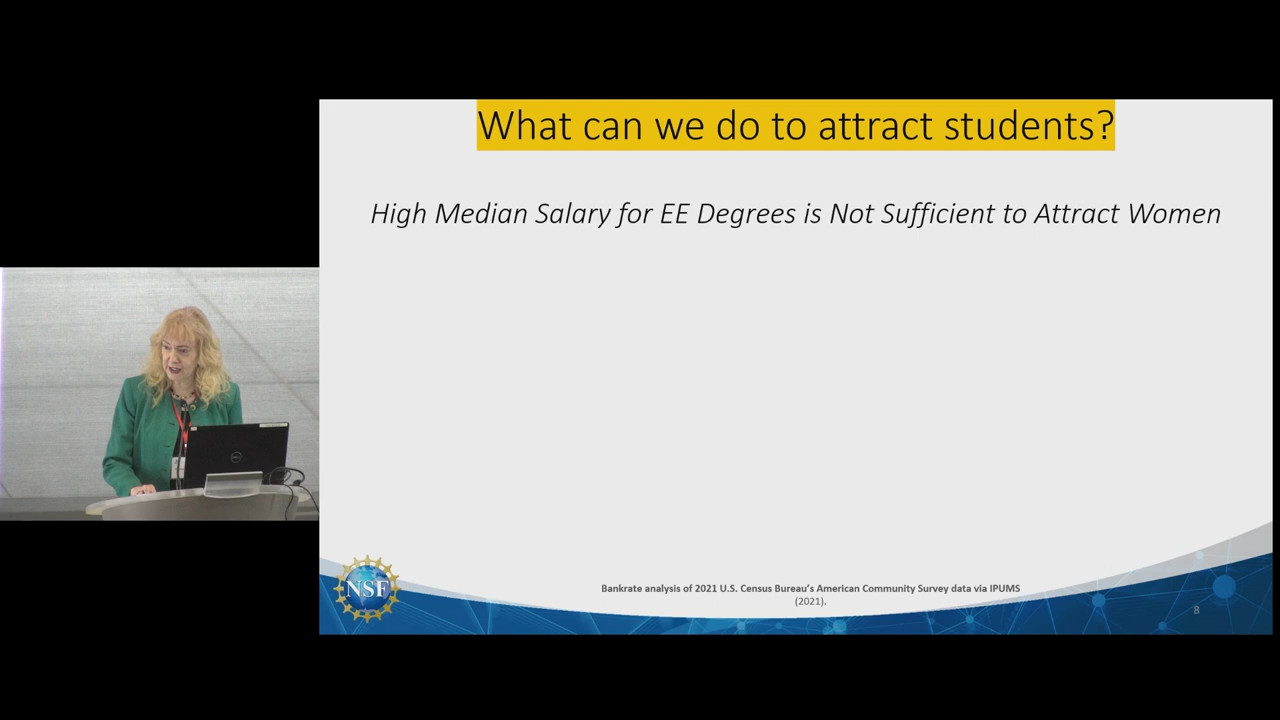 What can we do to attract students?
High Median Salary for EE Degrees is Not Sufficient to Attract Women
NSF
Bankrate analysis of 2021 U.S. Census Bureau's American Community Survey data via IPUMS
(2021).
8